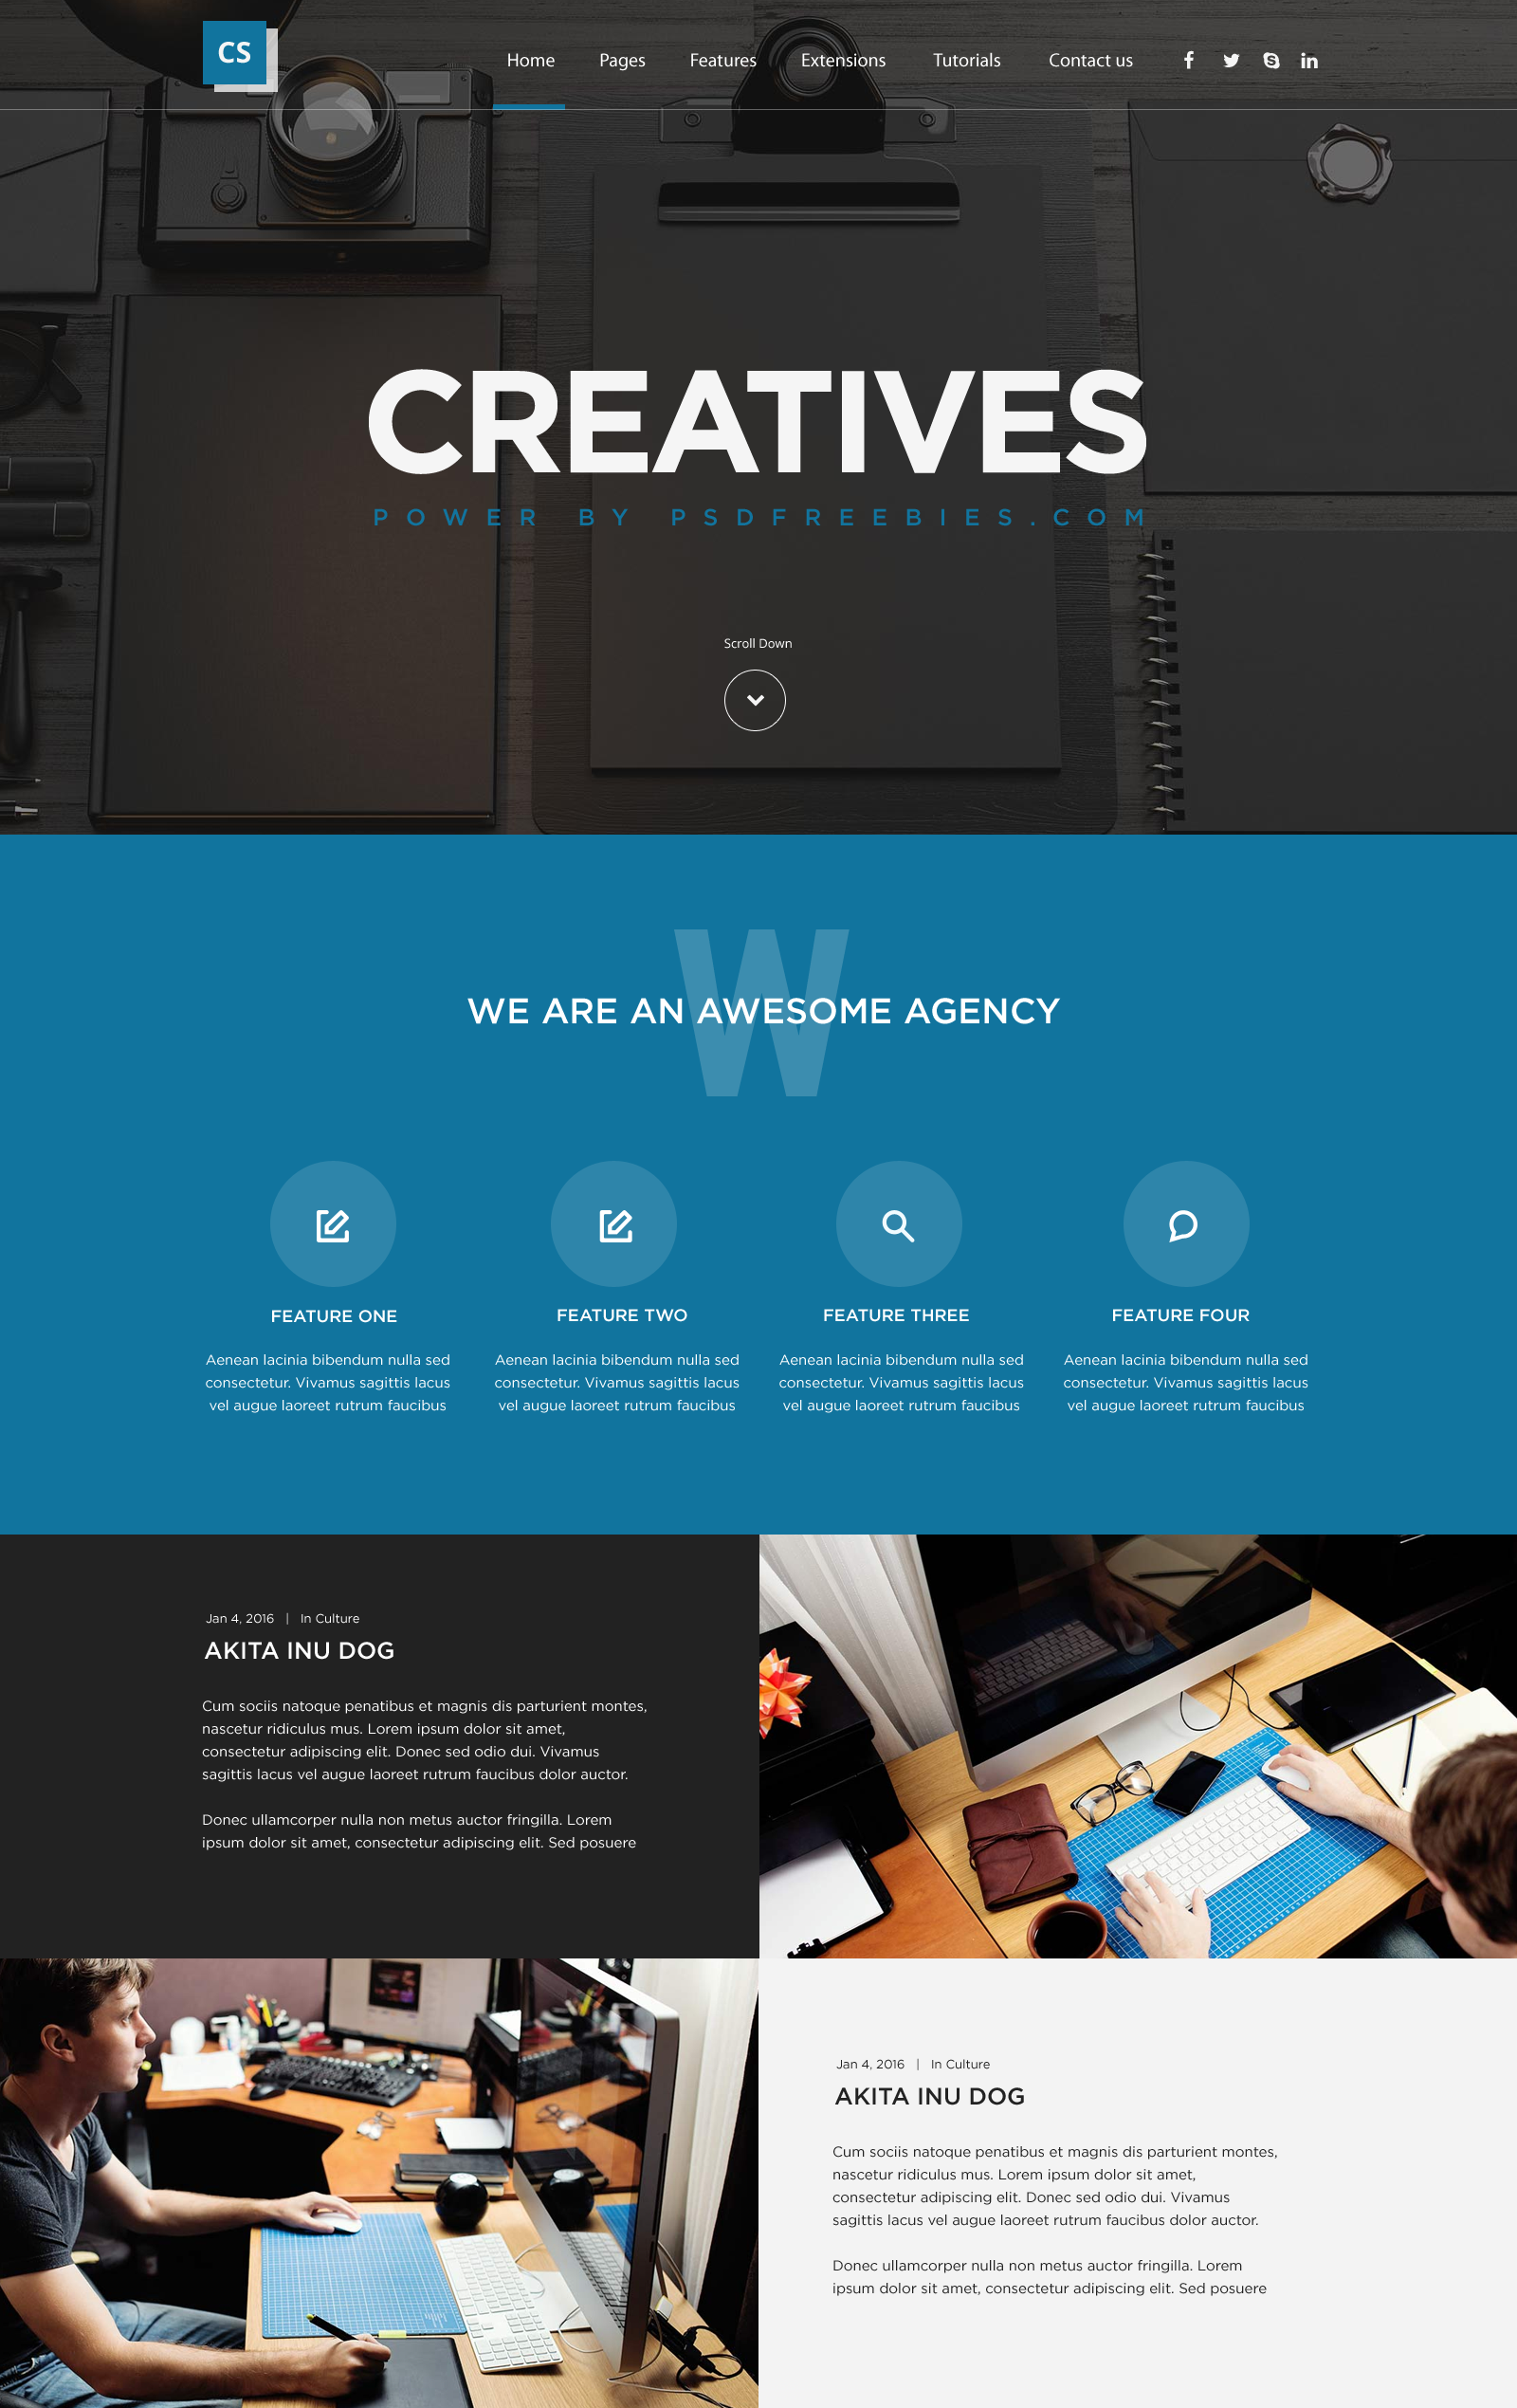 CS
Home Pages Features Extensions Tutorials Contact us
CREATIVES
POWER BY PSDFREEBIES.COM
Scroll Down
W
WE ARE AN AWESOME AGENCY
FEATURE ONE
Aenean lacinia bibendum nulla sed
consectetur. Vivamus sagittis lacus
vel augue laoreet rutrum faucibus
FEATURE TWO
Aenean lacinia bibendum nulla sed
consectetur. Vivamus sagittis lacus
vel augue laoreet rutrum faucibus
FEATURE THREE
Aenean lacinia bibendum nulla sed
consectetur. Vivamus sagittis lacus
vel augue laoreet rutrum faucibus
FEATURE FOUR
Aenean lacinia bibendum nulla sed
consectetur. Vivamus sagittis lacus
vel augue laoreet rutrum faucibus
Jan 4, 2016 | In Culture
AKITA INU DOG
Cum sociis natoque penatibus et magnis dis parturient montes,
nascetur ridiculus mus. Lorem ipsum dolor sit amet,
consectetur adipiscing elit. Donec sed odio dui. Vivamus
sagittis lacus vel augue laoreet rutrum faucibus dolor auctor.
Donec ullamcorper nulla non metus auctor fringilla. Lorem
ipsum dolor sit amet, consectetur adipiscing elit. Sed posuere
Jan 4, 2016 | In Culture
AKITA INU DOG
Cum sociis natoque penatibus et magnis dis parturient montes,
nascetur ridiculus mus. Lorem ipsum dolor sit amet,
consectetur adipiscing elit. Donec sed odio dui. Vivamus
sagittis lacus vel augue laoreet rutrum faucibus dolor auctor.
Donec ullamcorper nulla non metus auctor fringilla. Lorem
ipsum dolor sit amet, consectetur adipiscing elit. Sed posuere